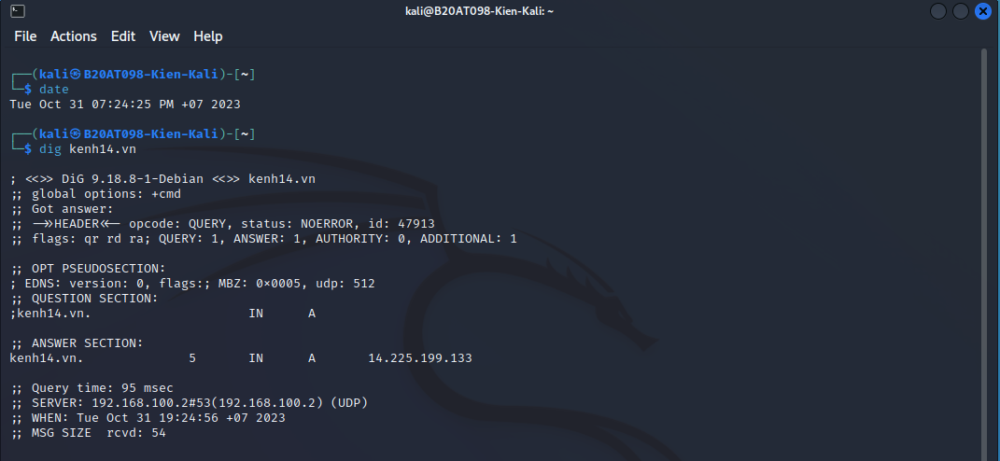 kali@B20AT098-Kien-Kali: ~
File Actions Edit View Help
┌──(kali㉿B20AT098-Kien-Kali)-[~]
└─$ date
Tue Oct 31 07:24:25 PM +07 2023
┌──(kali㉿B20AT098-Kien-Kali)-[~]
└─$ dig kenh14.vn
; <<>> DiG 9.18.8-1-Debian <<>> kenh14.vn
;; global options: +cmd
;; Got answer:
;; ->>HEADER<<- opcode: QUERY, status: NOERROR, id: 47913
;; flags: qr rd ra; QUERY: 1, ANSWER: 1, AUTHORITY: 0, ADDITIONAL: 1
;; OPT PSEUDOSECTION:
; EDNS: version: 0, flags:; MBZ: 0x0005, udp: 512
;; QUESTION SECTION:
;kenh14.vn. IN A
;; ANSWER SECTION:
kenh14.vn. 5 IN A 14.225.199.133
;; Query time: 95 msec
;; SERVER: 192.168.100.2#53(192.168.100.2) (UDP)
;; WHEN: Tue Oct 31 19:24:56 +07 2023
;; MSG SIZE rcvd: 54